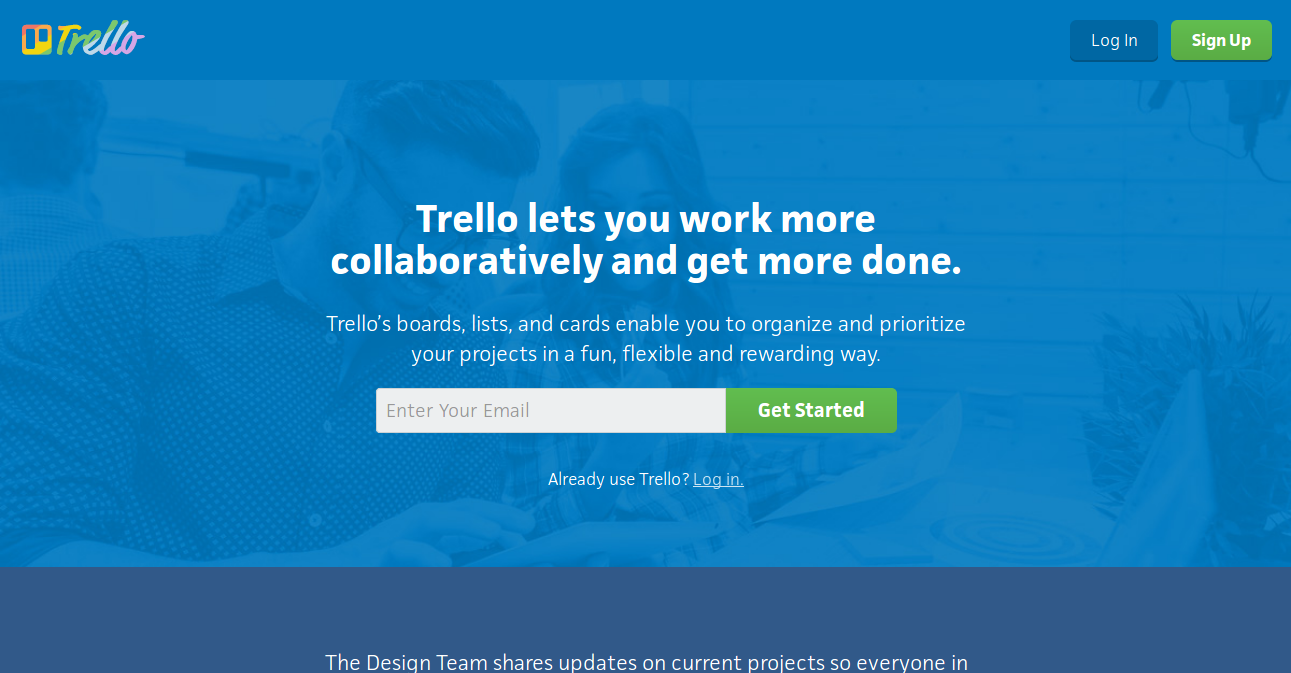 Trello
Log In
Sign Up
Trello lets you work more
collaboratively and get more done.
Trello’s boards, lists, and cards enable you to organize and prioritize
your projects in a fun, flexible and rewarding way.
Enter Your Email
Get Started
Already use Trello? Log in.
The Design Team shares updates on current projects so everyone in